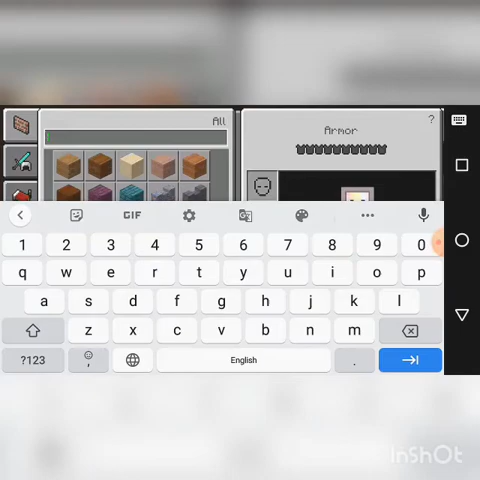 All
?
Armor
GIF
1 2 3 4 5 6 7 8 9 0
q w e r t y u i o p
a s d f g h j k l
z x c v b n m
?123 , English .
InShOt